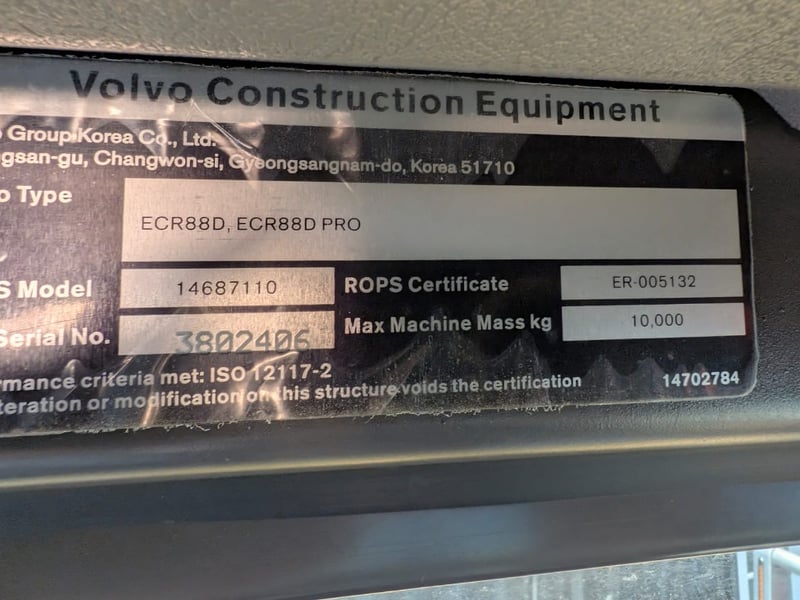 Volvo Construction Equipment
Group Korea Co., Ltd.
gsan-gu, Changwon-si, Gyeongsangnam-do, Korea 51710
o Type ECR88D, ECR88D PRO
S Model 14687110 ROPS Certificate ER-005132
Serial No. 3802406 Max Machine Mass kg 10,000
rmance criteria met: ISO 12117-2
teration or modification on this structure voids the certification 14702784